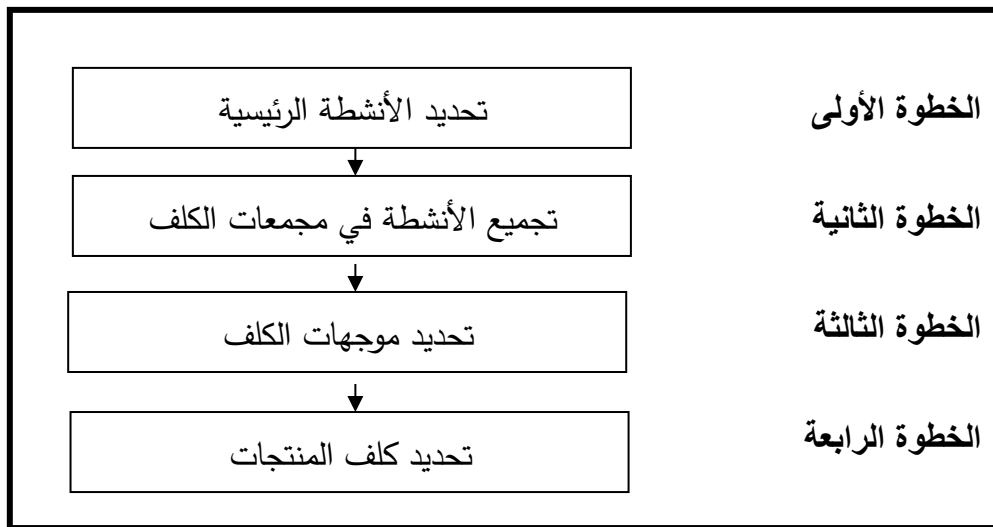 الخطوة الأولى
تحديد الأنشطة الرئيسية
الخطوة الثانية
تجميع الأنشطة في مجمعات الكلف
الخطوة الثالثة
تحديد موجهات الكلف
الخطوة الرابعة
تحديد كلف المنتجات